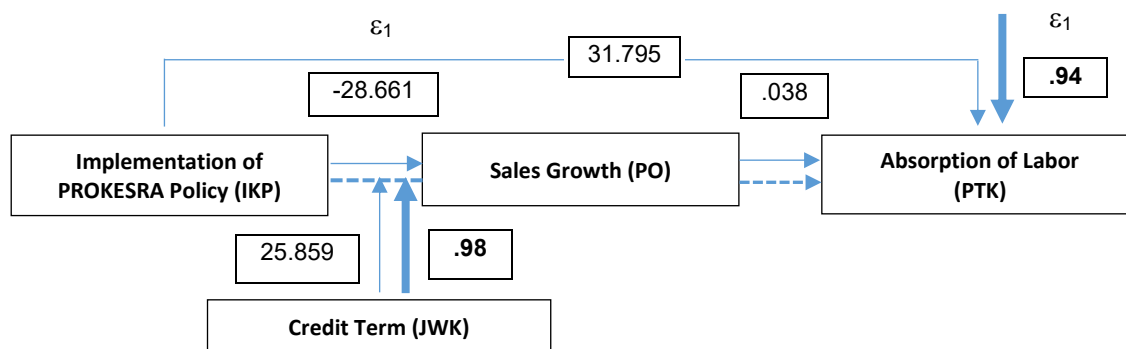 ε1
ε1
31.795
-28.661
.038
.94
Implementation of
PROKESRA Policy (IKP)
Sales Growth (PO)
Absorption of Labor
(PTK)
25.859
.98
Credit Term (JWK)